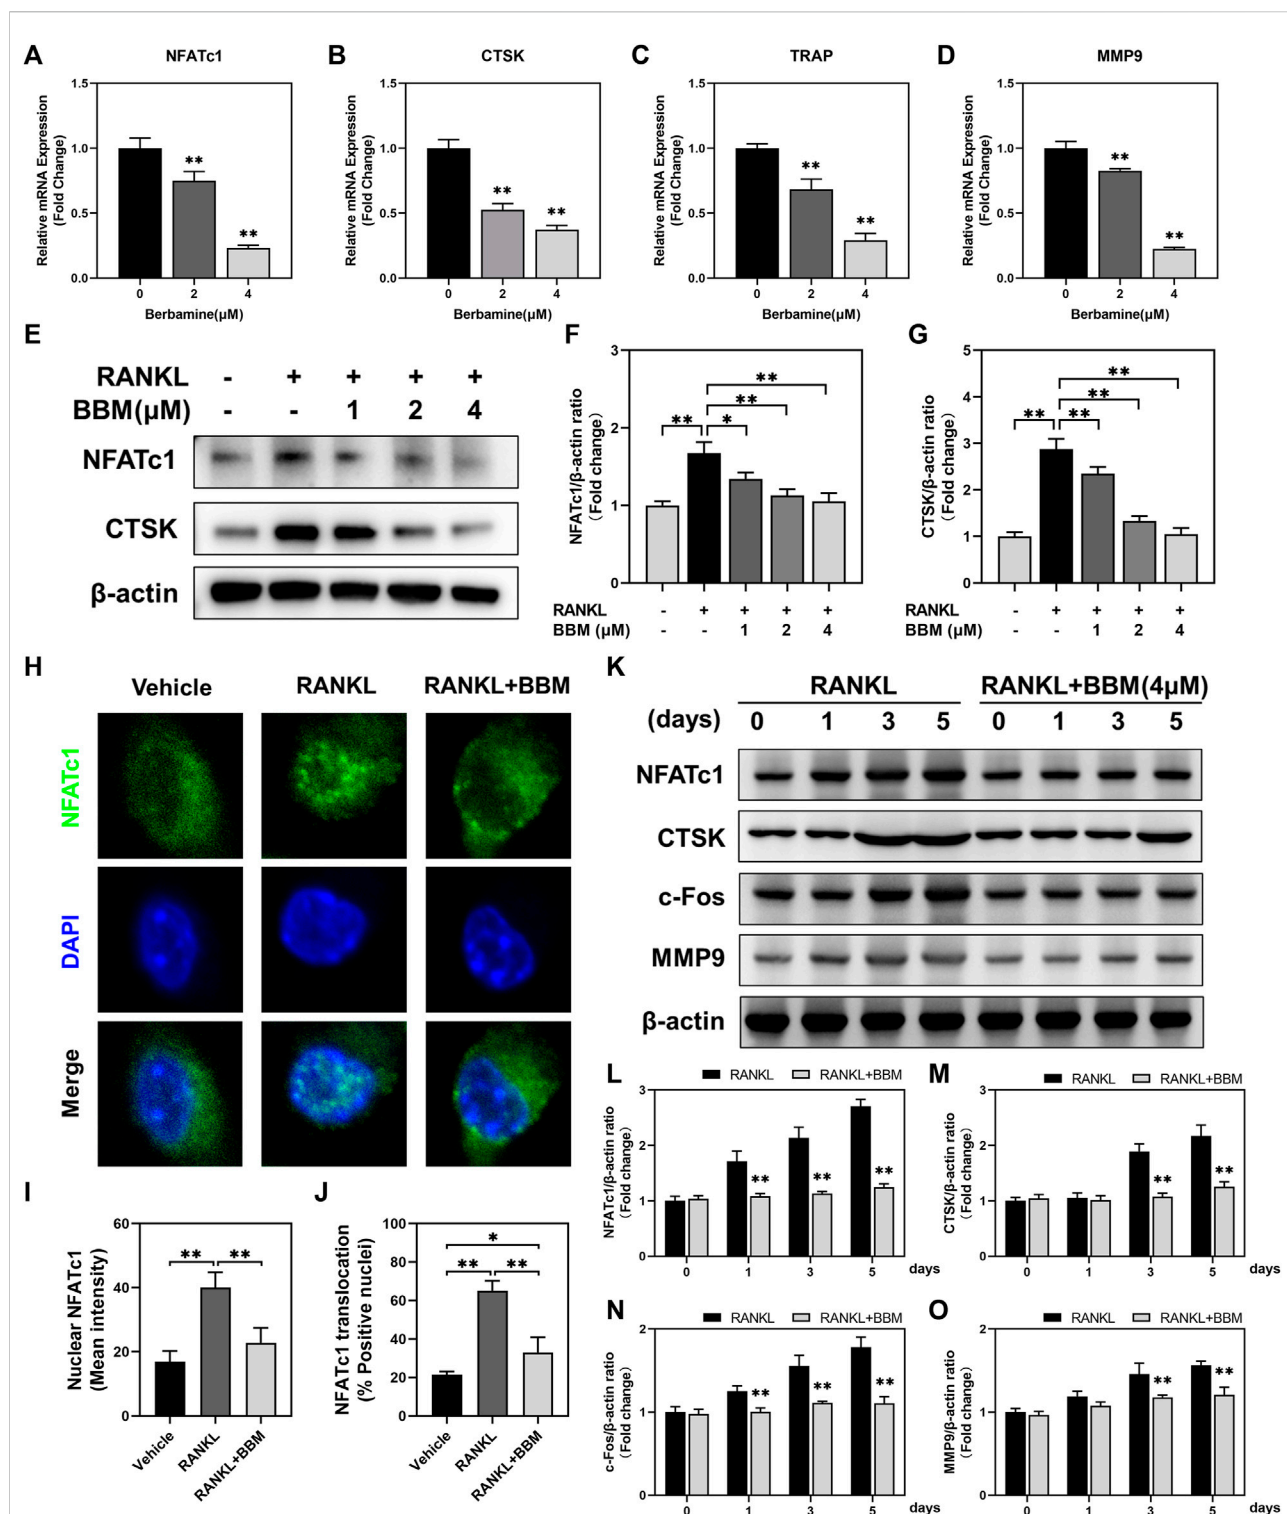 A
NFATc1
Relative mRNA Expression
(Fold Change)
1.5
1.0
0.5
0.0
**
**
0 2 4
Berbamine(μM)
B
CTSK
Relative mRNA Expression
(Fold Change)
1.5
1.0
0.5
0.0
**
**
0 2 4
Berbamine(μM)
C
TRAP
Relative mRNA Expression
(Fold Change)
1.5
1.0
0.5
0.0
**
**
0 2 4
Berbamine(μM)
D
MMP9
Relative mRNA Expression
(Fold Change)
1.5
1.0
0.5
0.0
**
**
0 2 4
Berbamine(μM)
E
RANKL - + + + +
BBM(μM) - - 1 2 4
NFATc1
CTSK
β-actin
F
NFATc1/β-actin ratio
(Fold change)
3
2
1
0
**
**
** *
RANKL - + + + +
BBM (μM) - - 1 2 4
G
CTSK/β-actin ratio
(Fold change)
5
4
3
2
1
0
**
**
** **
RANKL - + + + +
BBM (μM) - - 1 2 4
H
Vehicle RANKL RANKL+BBM
NFATc1
DAPI
Merge
I
Nuclear NFATc1
(Mean intensity)
60
40
20
0
** **
Vehicle
RANKL
RANKL+BBM
J
NFATc1 translocation
(% Positive nuclei)
100
80
60
40
20
0
*
** **
Vehicle
RANKL
RANKL+BBM
K
RANKL RANKL+BBM(4μM)
(days) 0 1 3 5 0 1 3 5
NFATc1
CTSK
c-Fos
MMP9
β-actin
L
RANKL RANKL+BBM
NFATc1/β-actin ratio
(Fold change)
3
2
1
0
** ** **
0 1 3 5 days
M
RANKL RANKL+BBM
CTSK/β-actin ratio
(Fold change)
3
2
1
0
** **
0 1 3 5 days
N
RANKL RANKL+BBM
c-Fos/β-actin ratio
(Fold change)
2
1
0
** ** **
0 1 3 5 days
O
RANKL RANKL+BBM
MMP9/β-actin ratio
(Fold change)
2
1
0
** **
0 1 3 5 days